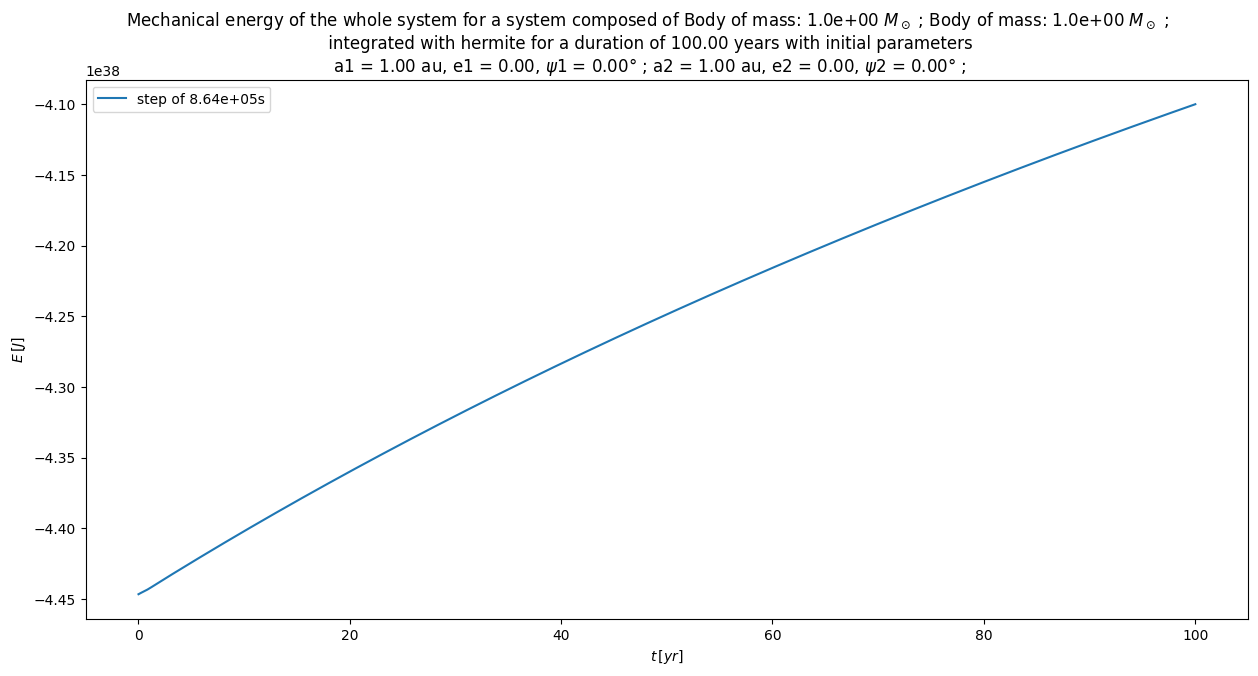 Mechanical energy of the whole system for a system composed of Body of mass: 1.0e+00 M⊙ ; Body of mass: 1.0e+00 M⊙ ;
integrated with hermite for a duration of 100.00 years with initial parameters
a1 = 1.00 au, e1 = 0.00, ψ1 = 0.00° ; a2 = 1.00 au, e2 = 0.00, ψ2 = 0.00° ;
1e38
step of 8.64e+05s
−4.10
−4.15
−4.20
−4.25
−4.30
−4.35
−4.40
−4.45
E [J]
0 20 40 60 80 100
t [yr]